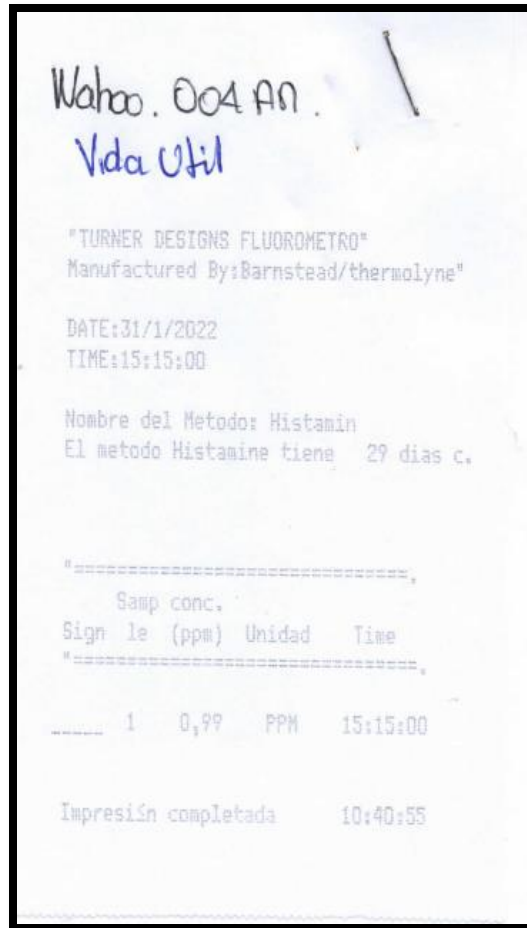 Wahoo. 004 AN.
Vida Util
"TURNER DESIGNS FLUOROMETRO"
Manufactured By:Barnstead/thermolyne"
DATE:31/1/2022
TIME:15:15:00
Nombre del Metodo: Histamin
El metodo Histamine tiene 29 dias c.
"===============================,
Samp conc.
Sign le (ppm) Unidad Time
"================================,
_____ 1 0,99 PPM 15:15:00
ImpresiSn completada 10:40:55